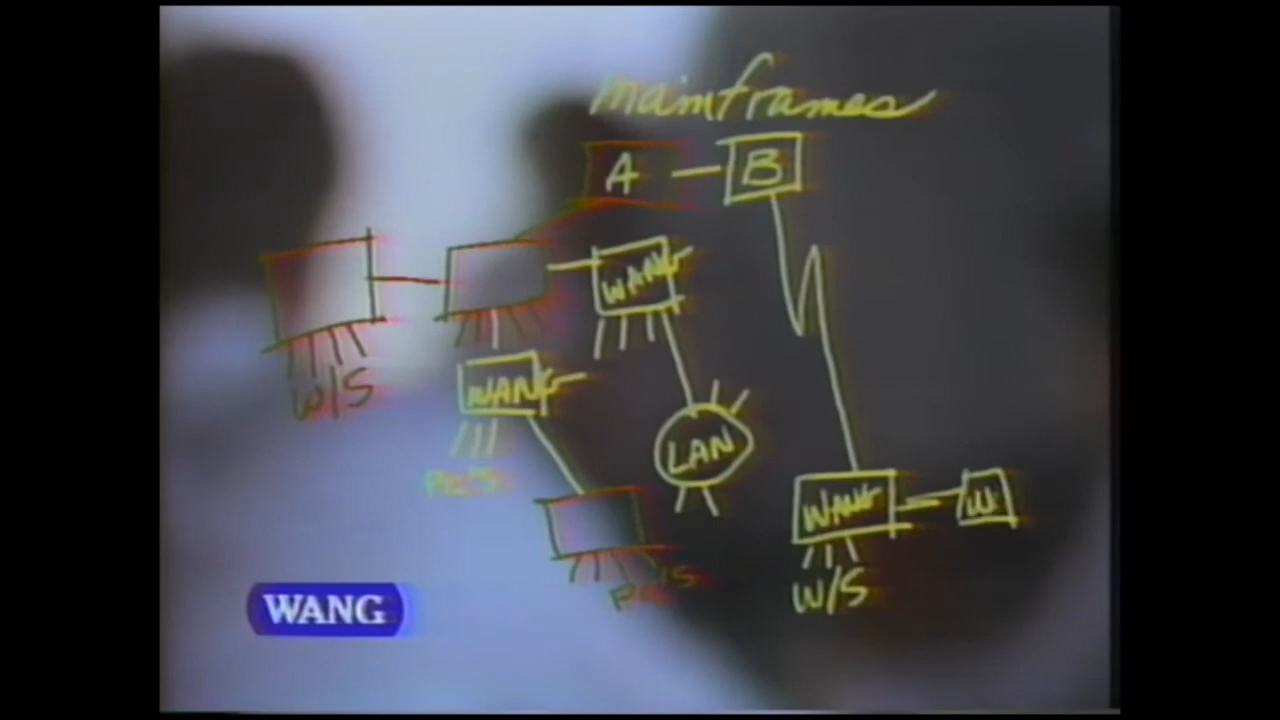 mainframes
A
B
WANG
W/S
WANG
LAN
PC'S
WANG
W
PC'S
W/S
WANG